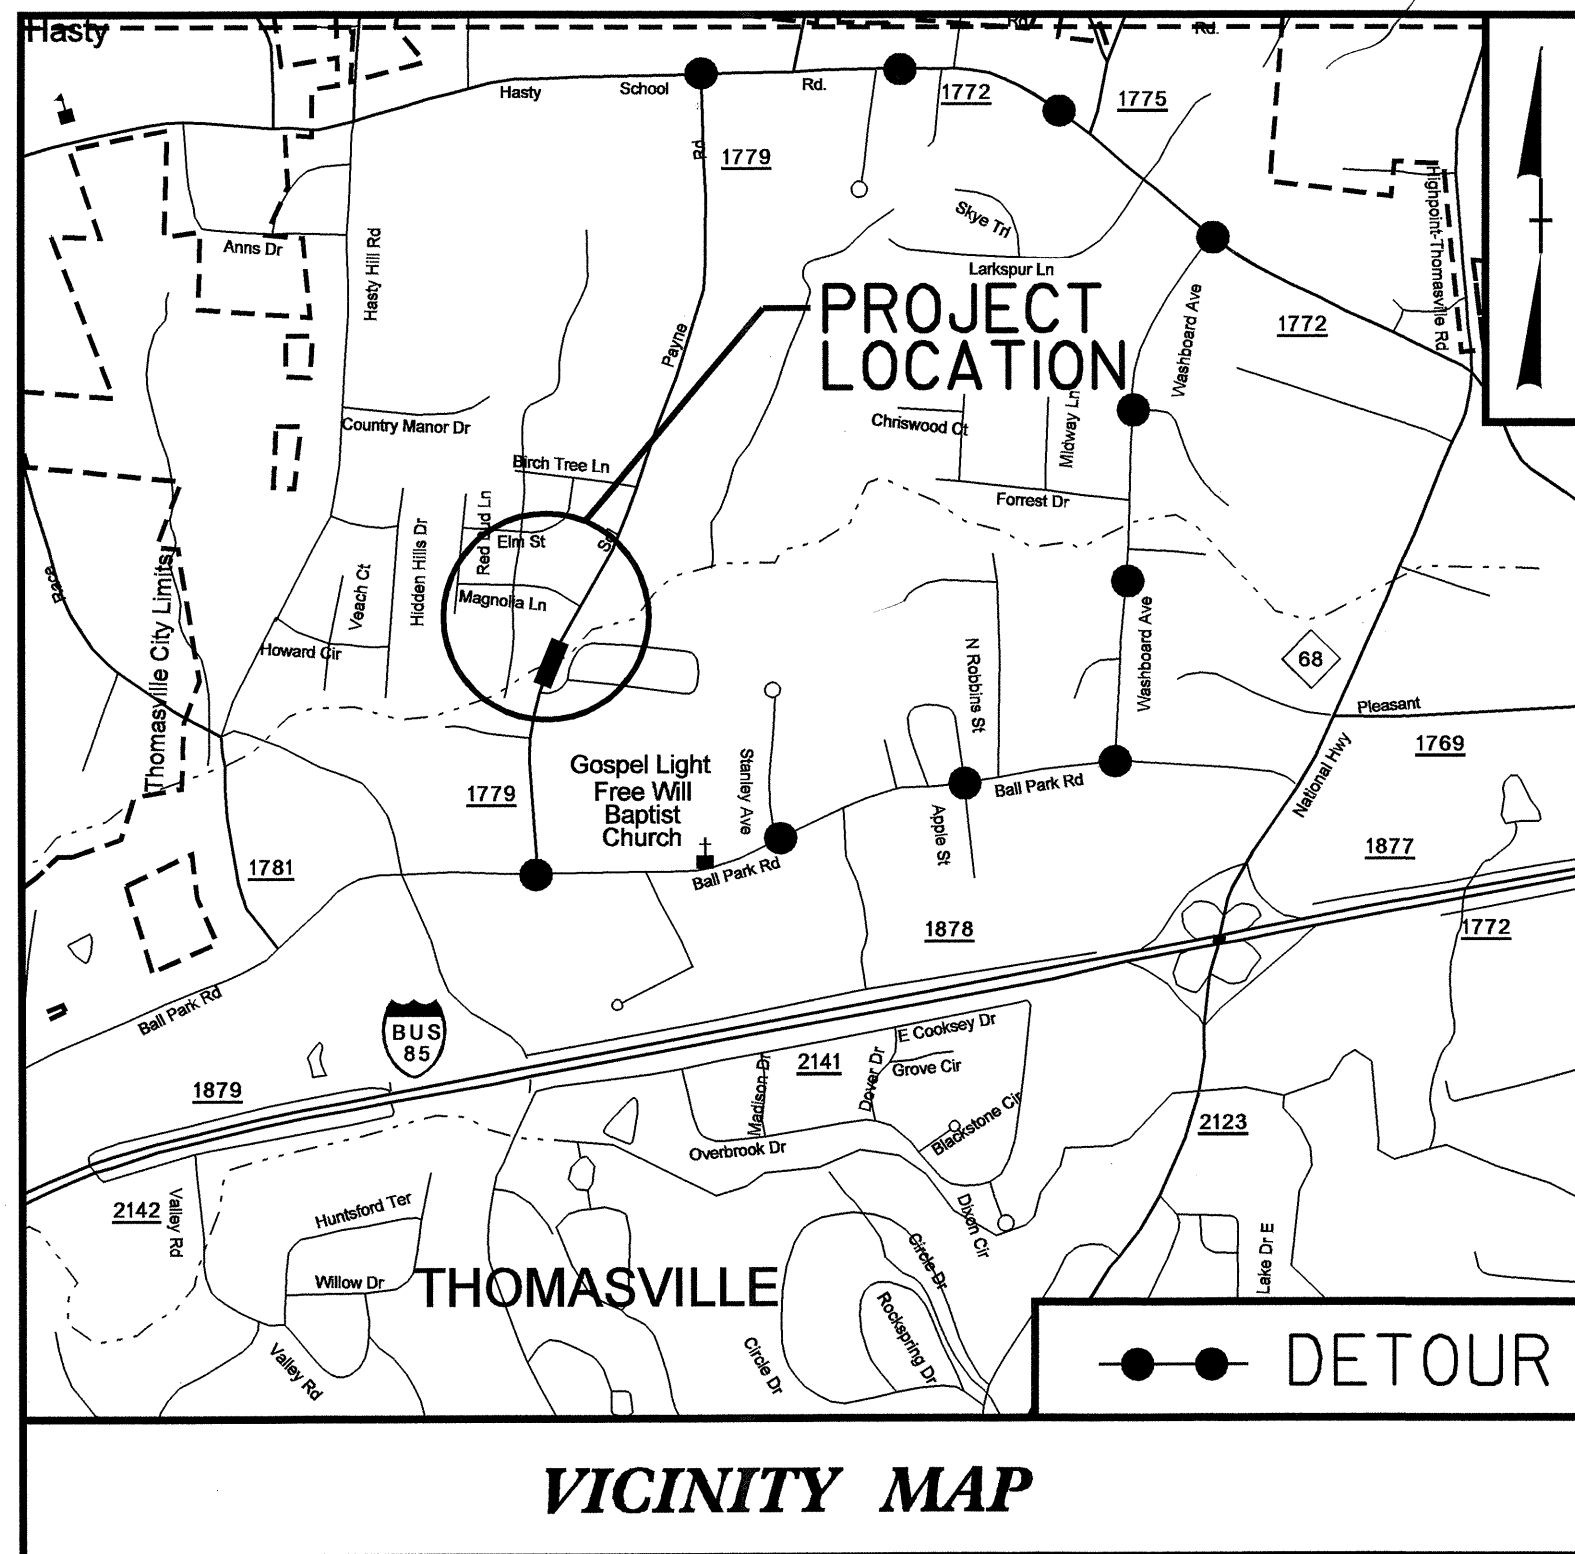 Hasty
Rd.
Rd.
Hasty
School
Rd.
1772
1775
Rd
1779
Highpoint-Thomasville Rd
Anns Dr
Hasty Hill Rd
Skye Trl
Larkspur Ln
PROJECT
LOCATION
Washboard Ave
1772
Payne
Country Manor Dr
Chriswood Ct
Midway Ln
Birch Tree Ln
Forrest Dr
Red Bud Ln
Elm St
Sch
Race
Thomasville City Limits
Veach Ct
Hidden Hills Dr
Magnolia Ln
Howard Cir
N Robbins St
Washboard Ave
68
Pleasant
1769
National Hwy
1779
Gospel Light
Free Will
Baptist
Church
Stanley Ave
Ball Park Rd
Apple St
Ball Park Rd
1781
1877
1878
1772
Ball Park Rd
BUS
85
E Cooksey Dr
1879
2141
Madison Dr
Dover Dr
Grove Cir
Blackstone Cir
2123
Overbrook Dr
2142
Valley Rd
Huntsford Ter
Dixon Cir
Willow Dr
THOMASVILLE
Circle Dr
Lake Dr E
Valley Rd
Circle Dr
Rockspring Dr
DETOUR
VICINITY MAP